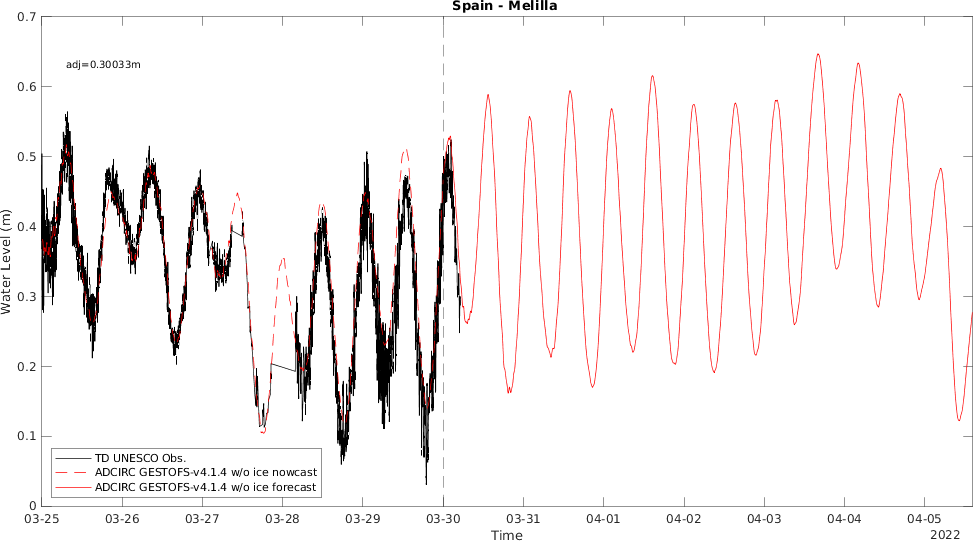 Spain - Melilla
0.7
adj=0.30033m
0.6
0.5
0.4
0.3
0.2
0.1
0
Water Level (m)
TD UNESCO Obs.
ADCIRC GESTOFS-v4.1.4 w/o ice nowcast
ADCIRC GESTOFS-v4.1.4 w/o ice forecast
03-25 03-26 03-27 03-28 03-29 03-30 03-31 04-01 04-02 04-03 04-04 04-05
Time
2022